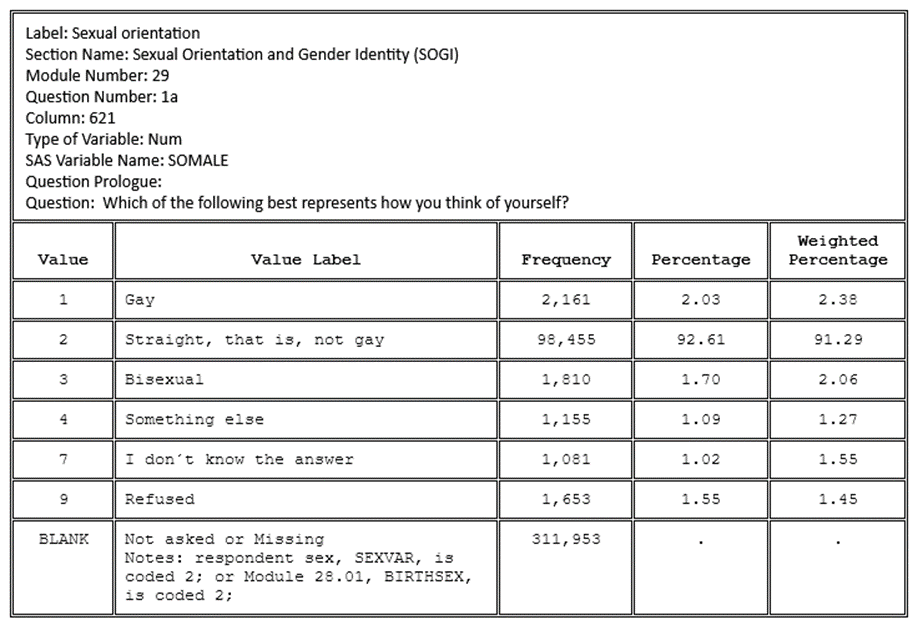 Label: Sexual orientation
Section Name: Sexual Orientation and Gender Identity (SOGI)
Module Number: 29
Question Number: 1a
Column: 621
Type of Variable: Num
SAS Variable Name: SOMALE
Question Prologue:
Question:  Which of the following best represents how you think of yourself?
Value Value Label Frequency Percentage Weighted Percentage
1 Gay 2,161 2.03 2.38
2 Straight, that is, not gay 98,455 92.61 91.29
3 Bisexual 1,810 1.70 2.06
4 Something else 1,155 1.09 1.27
7 I don´t know the answer 1,081 1.02 1.55
9 Refused 1,653 1.55 1.45
BLANK Not asked or Missing 311,953 . .
Notes: respondent sex, SEXVAR, is
coded 2; or Module 28.01, BIRTHSEX,
is coded 2;